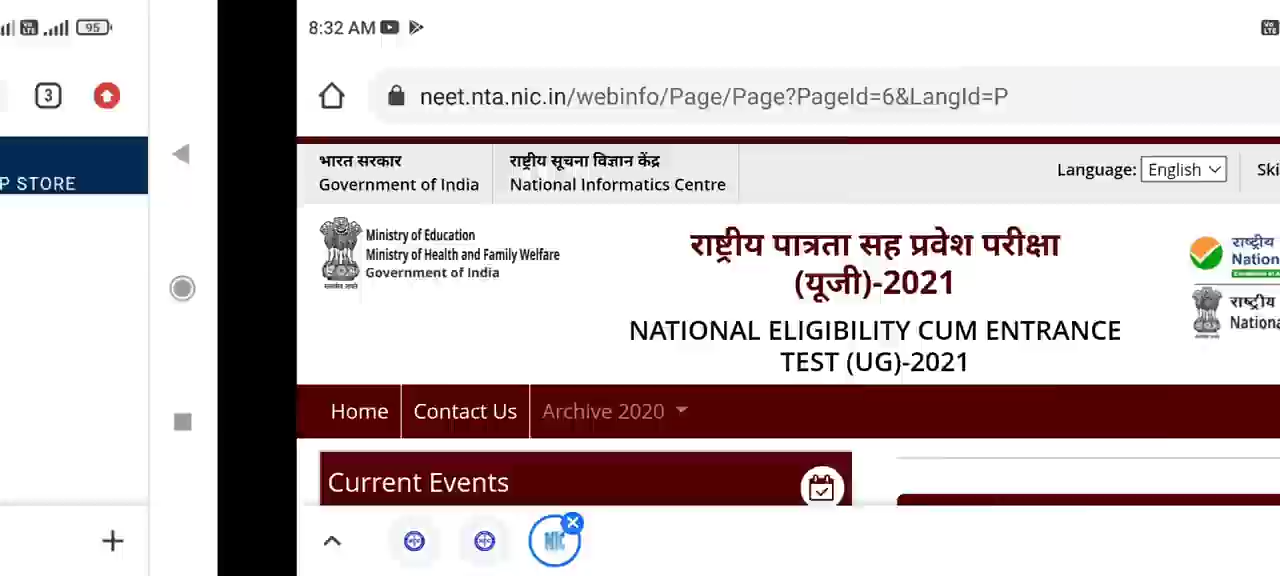 95
3
P STORE
8:32 AM
neet.nta.nic.in/webinfo/Page/Page?PageId=6&LangId=P
भारत सरकार
Government of India
राष्ट्रीय सूचना विज्ञान केंद्र
National Informatics Centre
Language: English
Ministry of Education
Ministry of Health and Family Welfare
Government of India
राष्ट्रीय पात्रता सह प्रवेश परीक्षा
(यूजी)-2021
NATIONAL ELIGIBILITY CUM ENTRANCE
TEST (UG)-2021
राष्ट्रीय
Nation
राष्ट्रीय
Nationa
Home
Contact Us
Archive 2020
Current Events
NIC